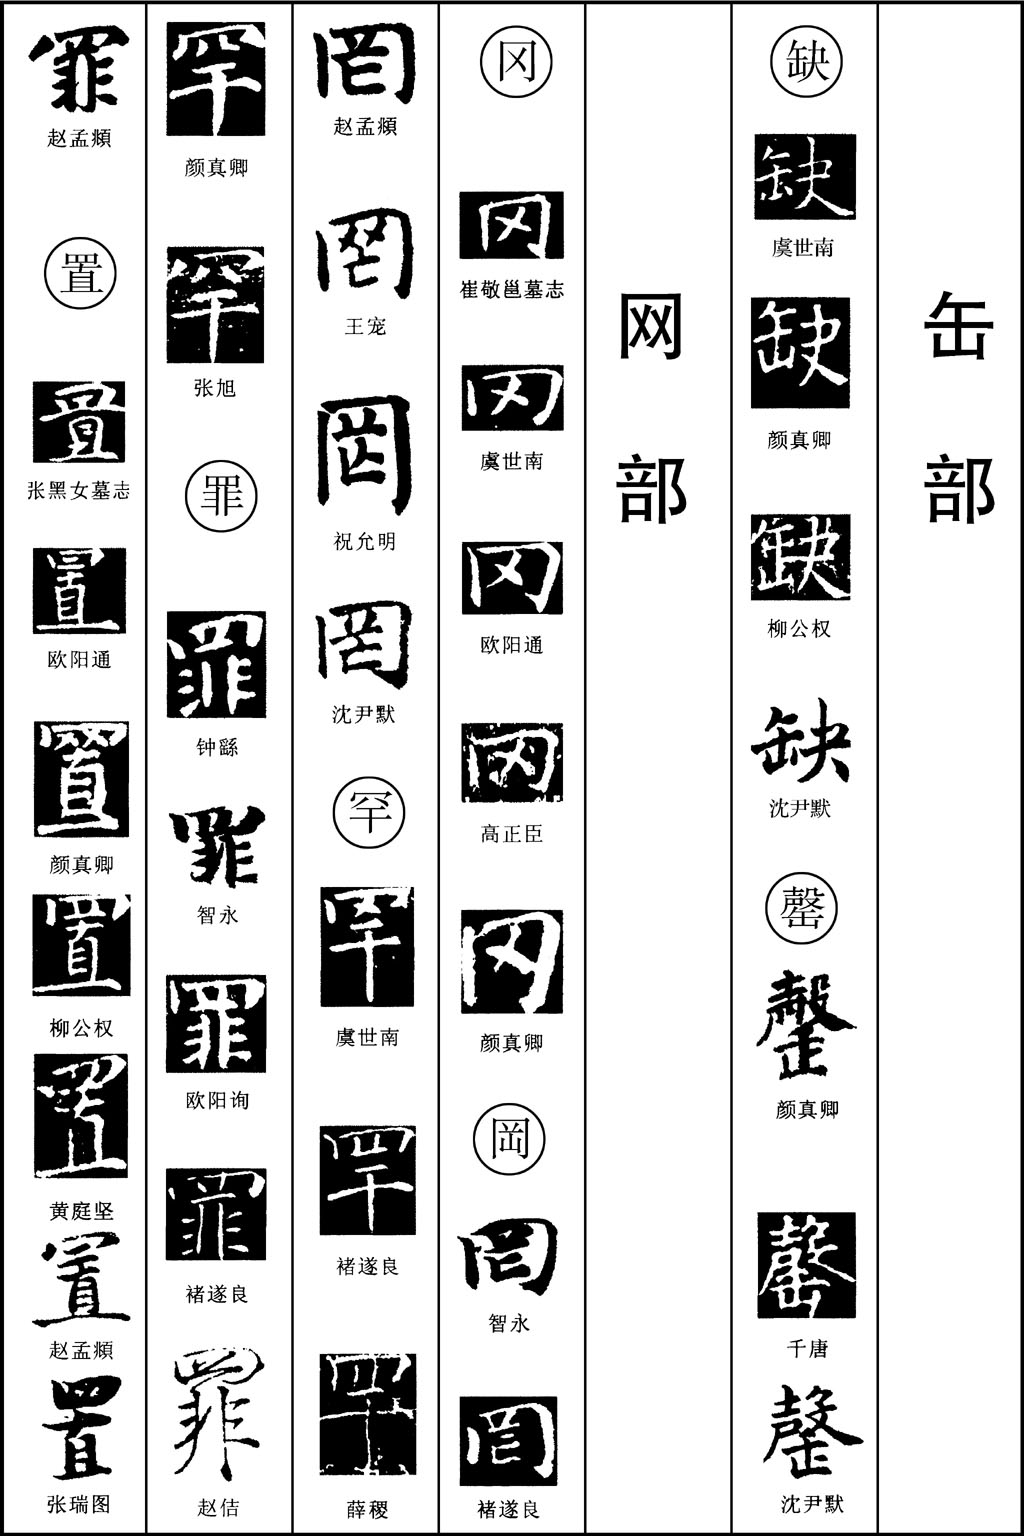 缶部
缺
缺
虞世南
缺
颜真卿
缺
柳公权
缺
沈尹默
罄
罄
颜真卿
罄
千唐
罄
沈尹默
网部
冈
冈
崔敬邕墓志
冈
虞世南
冈
欧阳通
冈
高正臣
冈
颜真卿
岡
罔
智永
罔
褚遂良
罔
赵孟頫
罔
王宠
罔
祝允明
罔
沈尹默
罕
罕
虞世南
罕
褚遂良
罕
薛稷
罕
颜真卿
罕
张旭
罪
罪
钟繇
罪
智永
罪
欧阳询
罪
褚遂良
罪
赵佶
罪
赵孟頫
置
置
张黑女墓志
置
欧阳通
置
颜真卿
置
柳公权
置
黄庭坚
置
赵孟頫
置
张瑞图